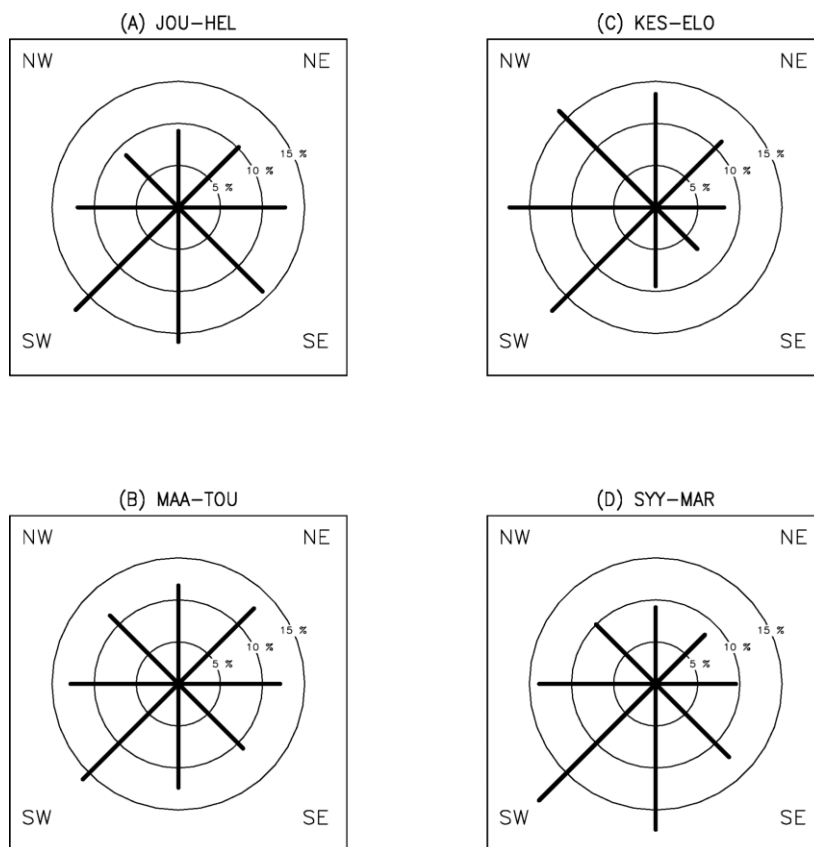 (A) JOU-HEL
NW NE
15 %
10 %
5 %
SW SE
(C) KES-ELO
NW NE
15 %
10 %
5 %
SW SE
(B) MAA-TOU
NW NE
15 %
10 %
5 %
SW SE
(D) SYY-MAR
NW NE
15 %
10 %
5 %
SW SE